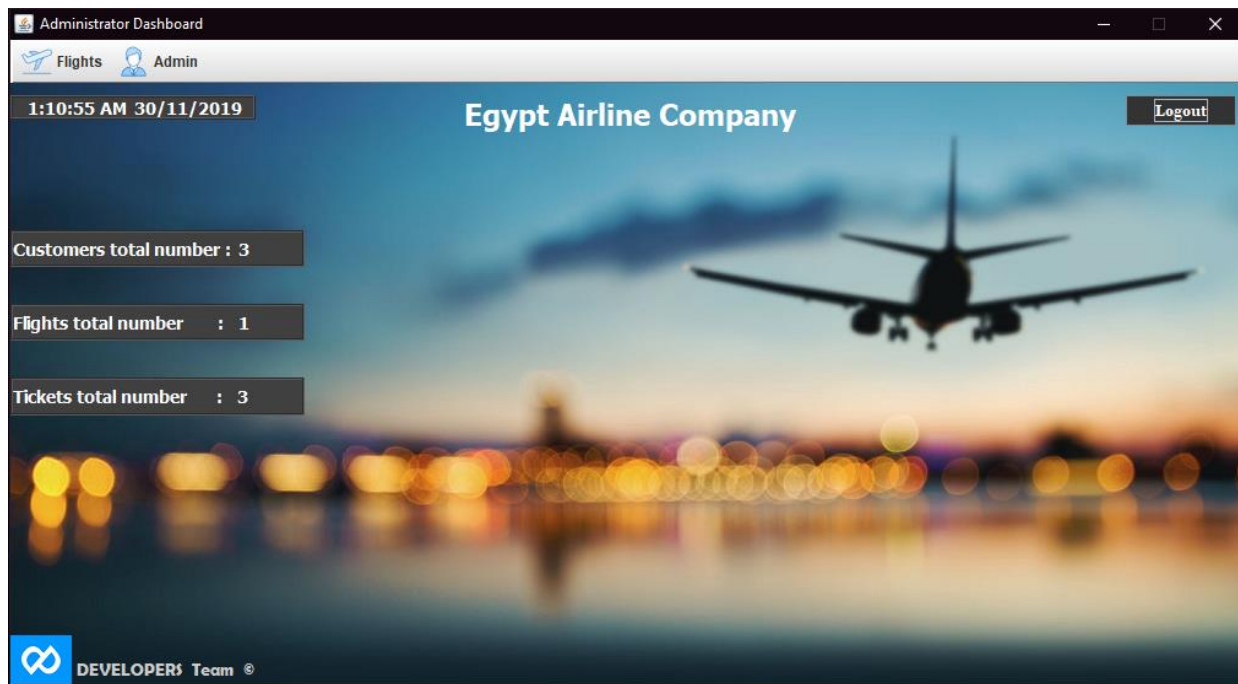 Administrator Dashboard
Flights Admin
1:10:55 AM 30/11/2019
Egypt Airline Company
Logout
Customers total number : 3
Flights total number : 1
Tickets total number : 3
DEVELOPERS Team ©